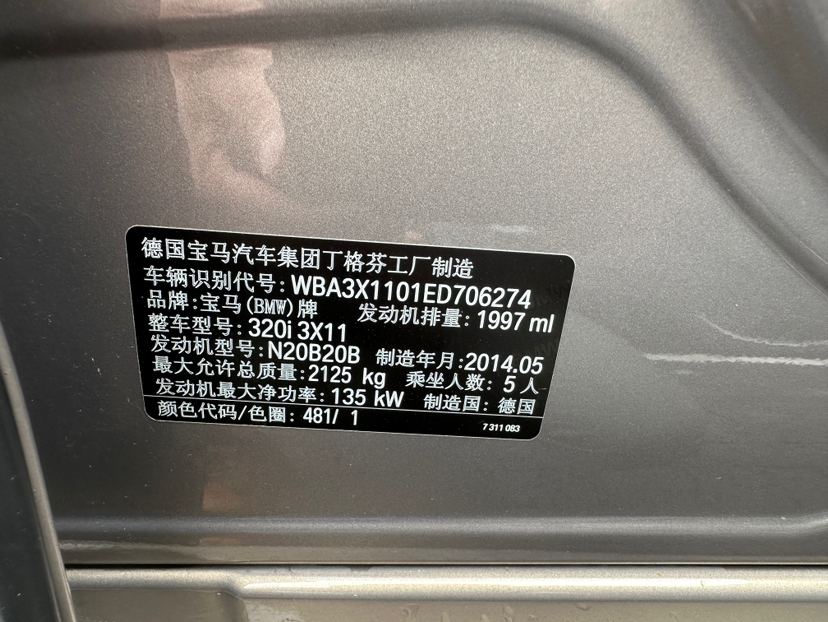 德国宝马汽车集团丁格芬工厂制造
车辆识别代号: WBA3X1101ED706274
品牌: 宝马(BMW)牌 发动机排量: 1997 ml
整车型号: 320i 3X11
发动机型号: N20B20B 制造年月: 2014.05
最大允许总质量: 2125 kg 乘坐人数: 5 人
发动机最大净功率: 135 kW 制造国: 德国
颜色代码/色圈: 481/ 1
7 311 083